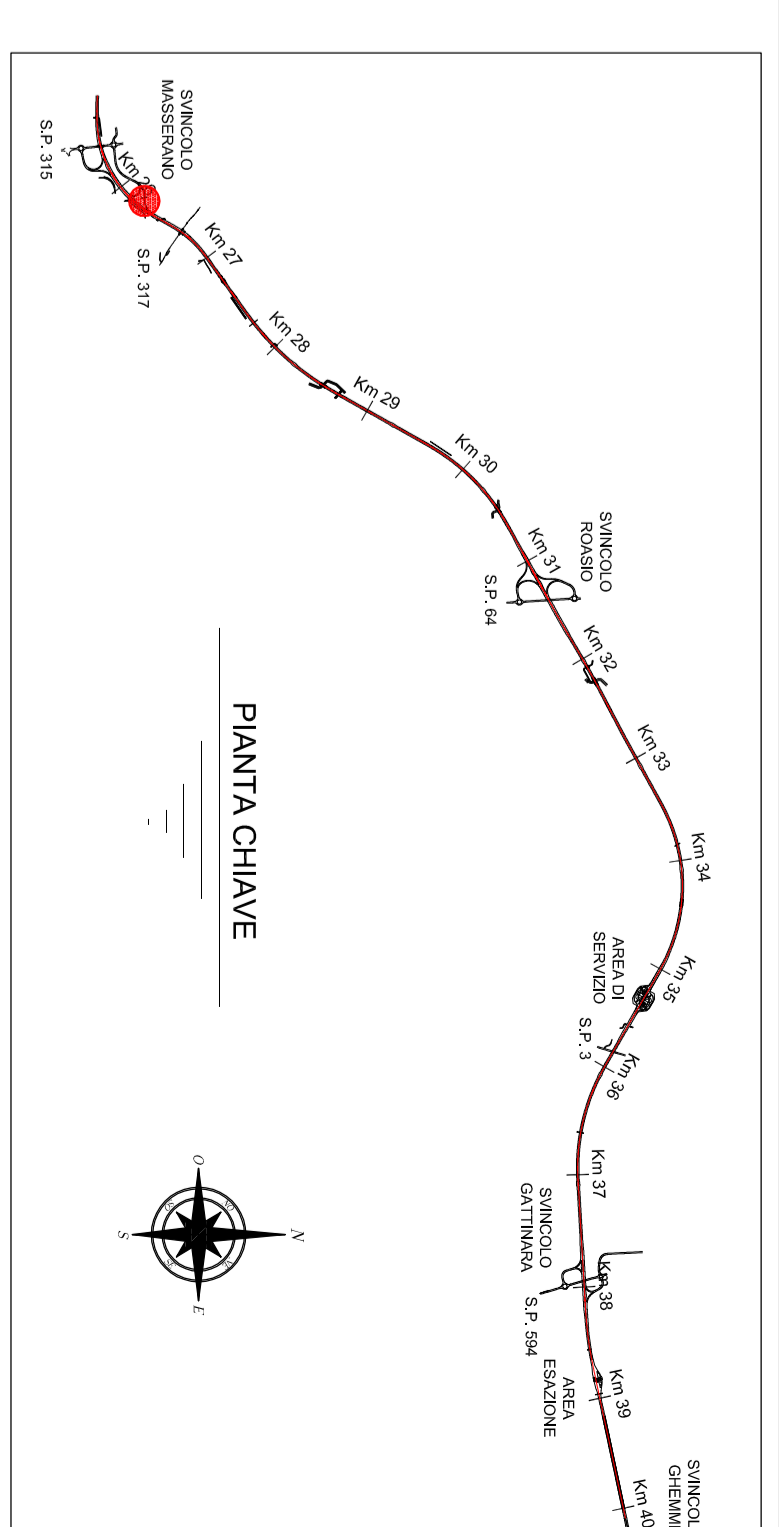 SVINCOLO
MASSERANO
S.P. 315
S.P. 317
Km 27
Km 28
Km 29
Km 30
Km 31
SVINCOLO
ROASIO
S.P. 64
Km 32
Km 33
Km 34
Km 35
AREA DI
SERVIZIO
S.P. 3
Km 36
Km 37
SVINCOLO
GATTINARA
Km 38
S.P. 594
AREA
ESAZIONE
Km 39
Km 40
PIANTA CHIAVE
N
O
E
S
NO